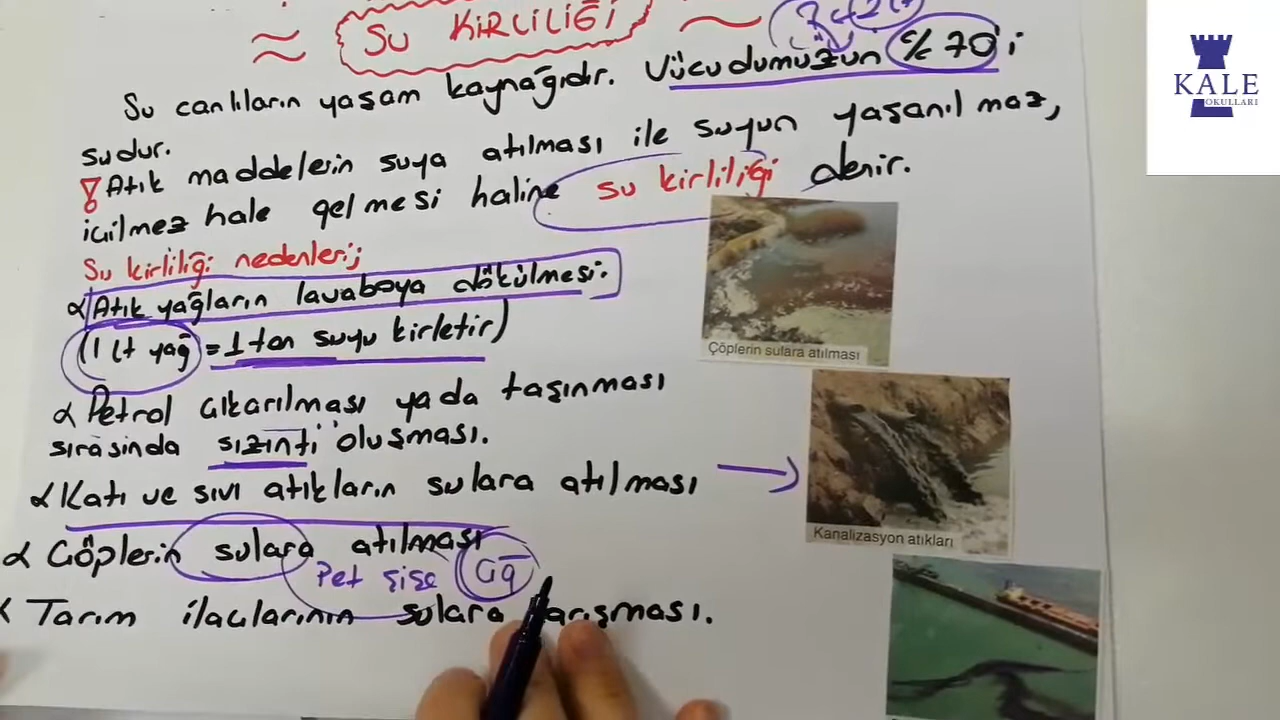 SU KİRLİLİĞİ
Su canlıların yaşam kaynağıdır. Vücudumuzun % 70'i
sudur.
Atık maddelerin suya atılması ile suyun yaşanılmaz,
içilmez hale gelmesi haline su kirliliği denir.
Su kirliliği nedenleri;
α Atık yağların lavaboya dökülmesi.
(1 lt yağ = 1 ton suyu kirletir)
α Petrol çıkarılması yada taşınması
sırasında sızıntı oluşması.
α Katı ve sıvı atıkların sulara atılması
α Çöplerin sulara atılması
Pet şişe
α Tarım ilaclarının sulara karışması.
Çöplerin sulara atılması
Kanalizasyon atıkları
KALE
OKULLARI